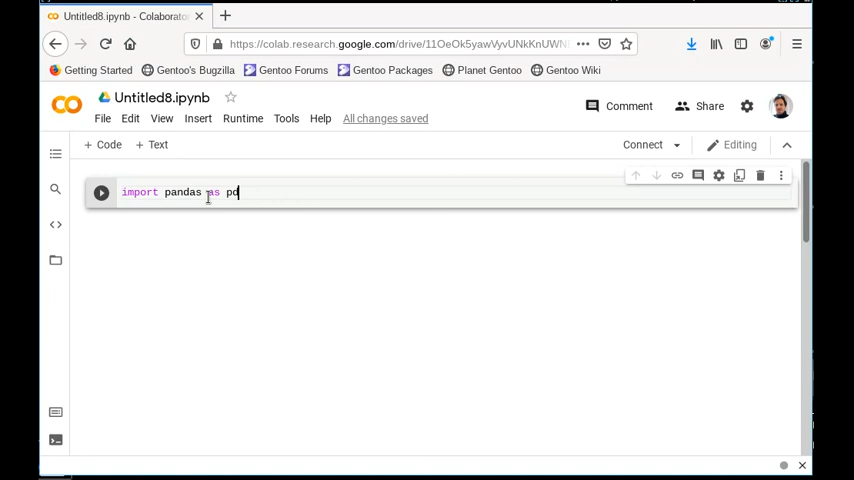 Untitled8.ipynb - Colaborato
https://colab.research.google.com/drive/11OeOk5yawVyvUNkKnUWN
Getting Started Gentoo's Bugzilla Gentoo Forums Gentoo Packages Planet Gentoo Gentoo Wiki
Untitled8.ipynb
Comment Share
File Edit View Insert Runtime Tools Help All changes saved
+ Code + Text Connect Editing
import pandas as pd